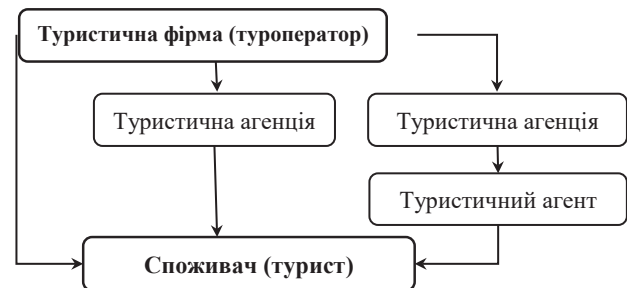 Туристична фірма (туроператор)
Туристична агенція
Туристична агенція
Туристичний агент
Споживач (турист)